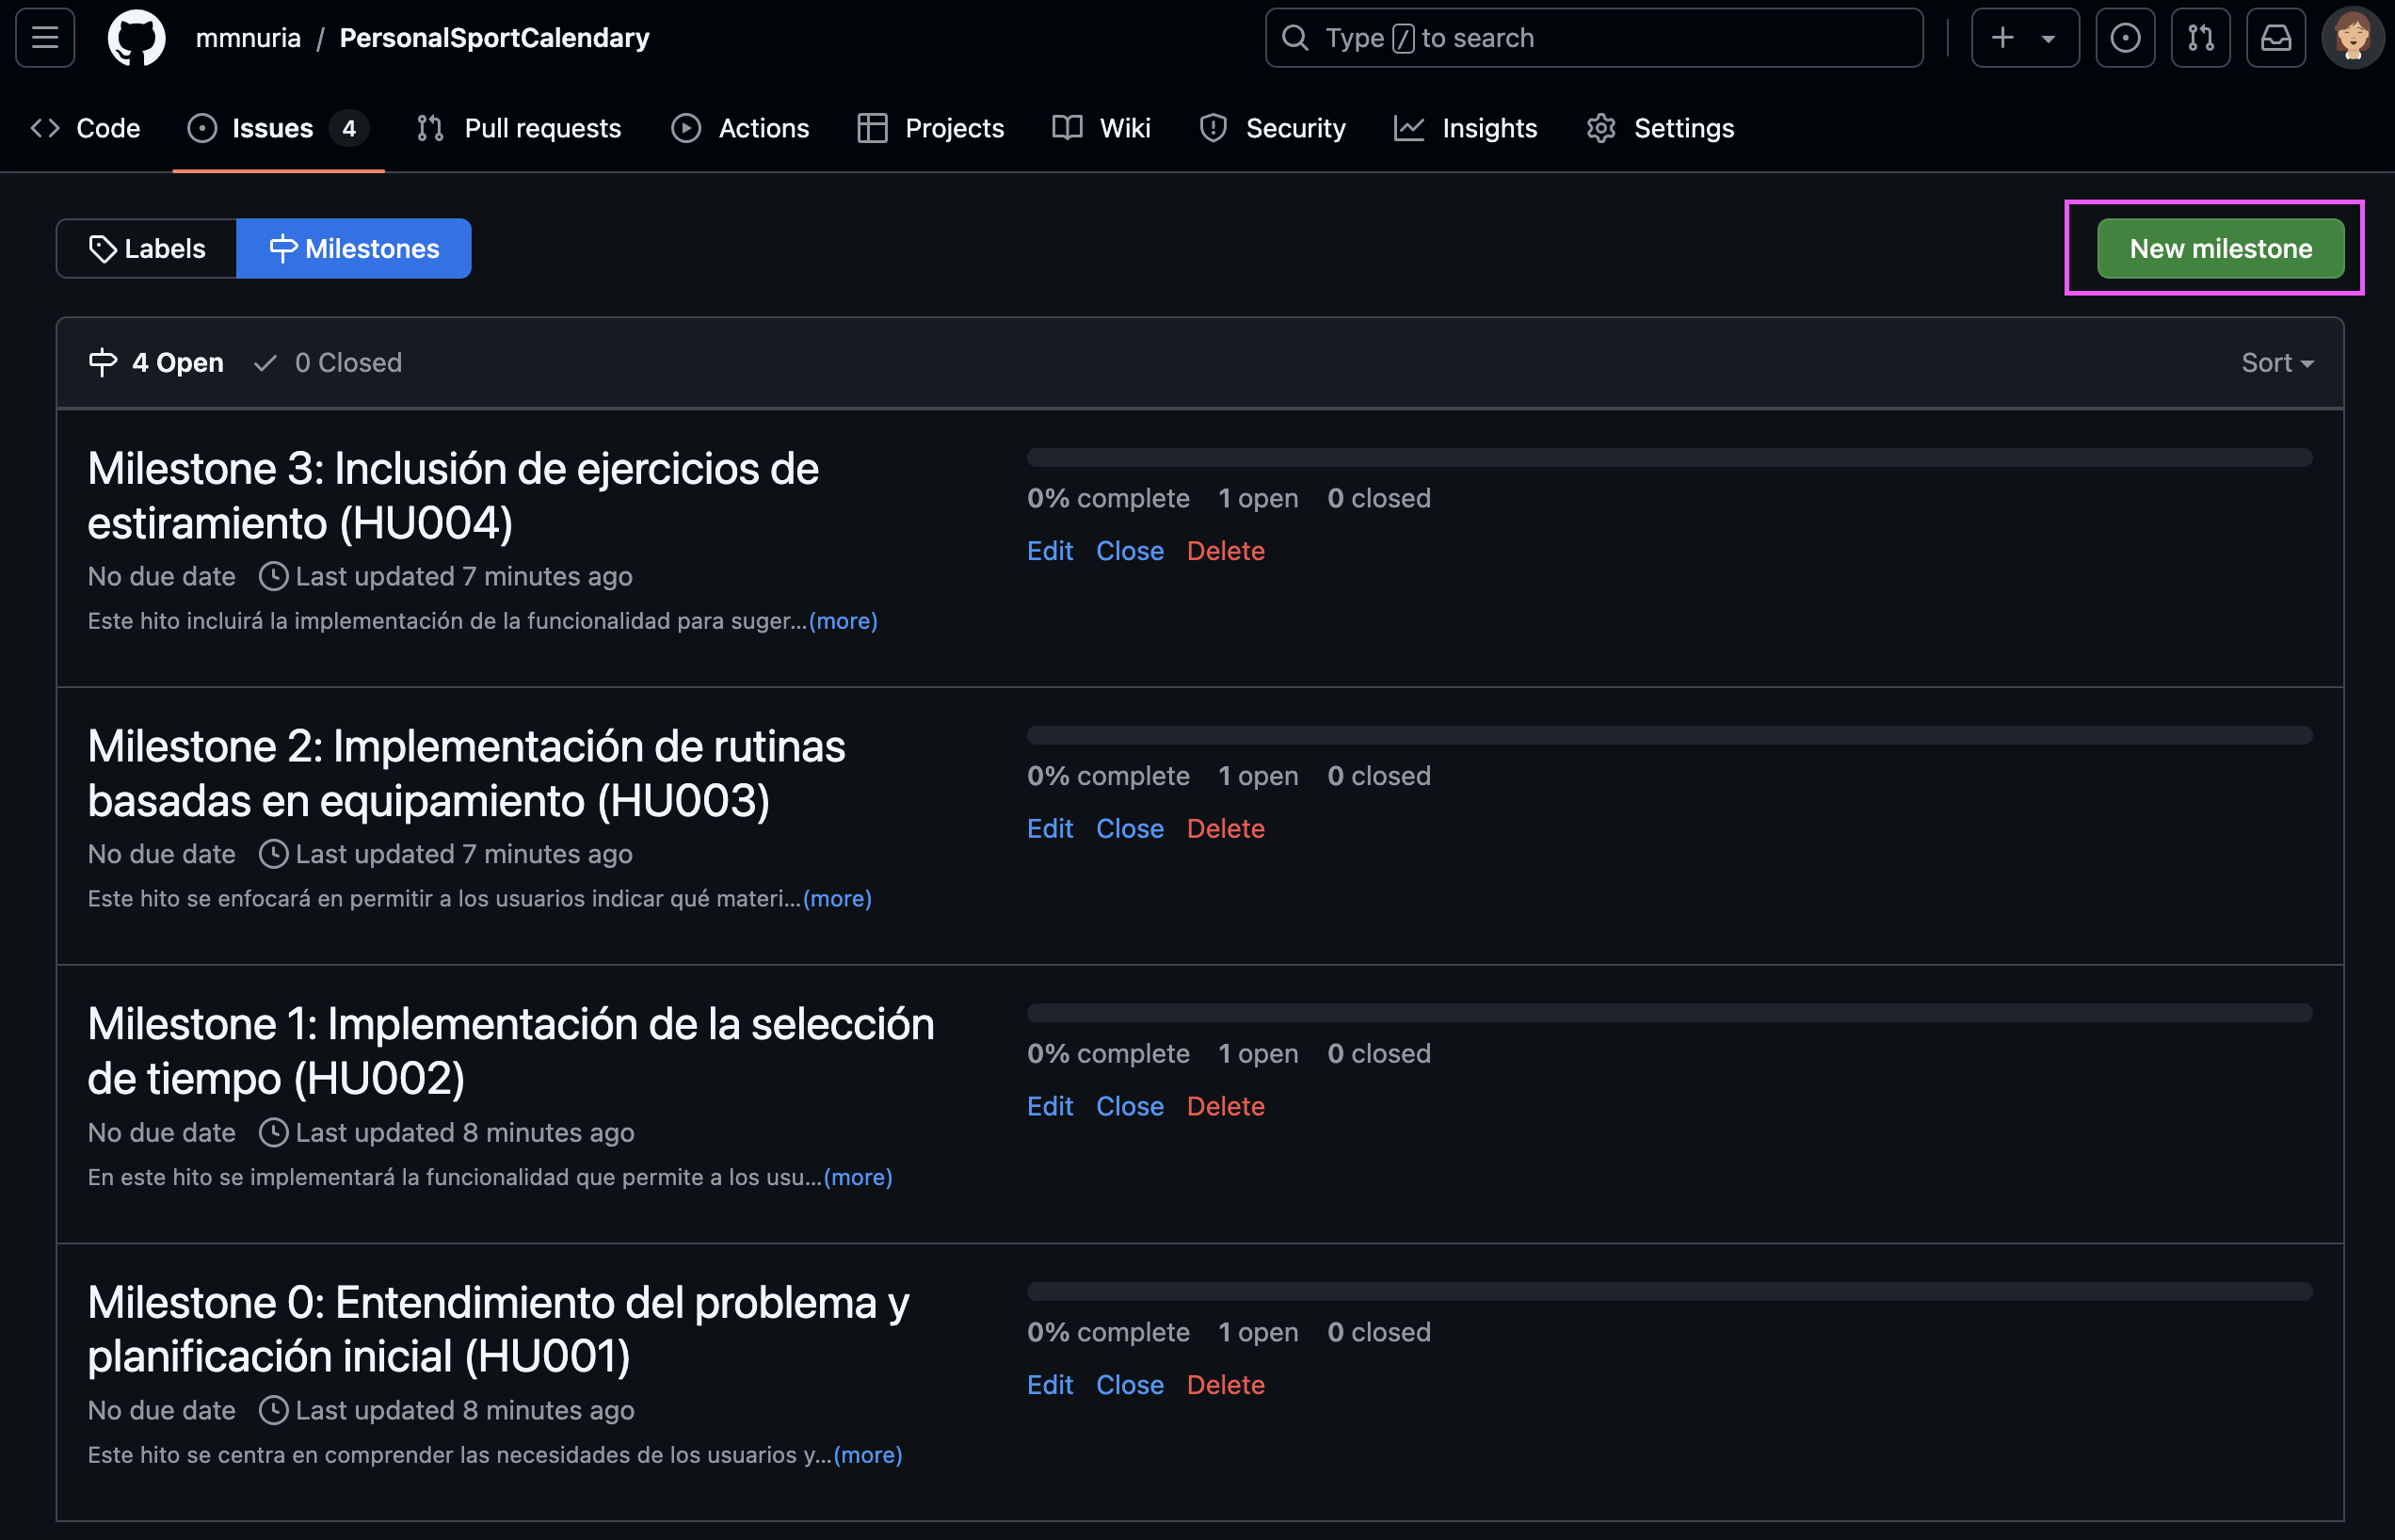 mmnuria / PersonalSportCalendary
Type / to search
Code Issues 4 Pull requests Actions Projects Wiki Security Insights Settings
Labels Milestones
New milestone
4 Open 0 Closed
Sort
Milestone 3: Inclusión de ejercicios de
estiramiento (HU004)
No due date Last updated 7 minutes ago
Este hito incluirá la implementación de la funcionalidad para suger...(more)
0% complete 1 open 0 closed
Edit Close Delete
Milestone 2: Implementación de rutinas
basadas en equipamiento (HU003)
No due date Last updated 7 minutes ago
Este hito se enfocará en permitir a los usuarios indicar qué materi...(more)
0% complete 1 open 0 closed
Edit Close Delete
Milestone 1: Implementación de la selección
de tiempo (HU002)
No due date Last updated 8 minutes ago
En este hito se implementará la funcionalidad que permite a los usu...(more)
0% complete 1 open 0 closed
Edit Close Delete
Milestone 0: Entendimiento del problema y
planificación inicial (HU001)
No due date Last updated 8 minutes ago
Este hito se centra en comprender las necesidades de los usuarios y...(more)
0% complete 1 open 0 closed
Edit Close Delete